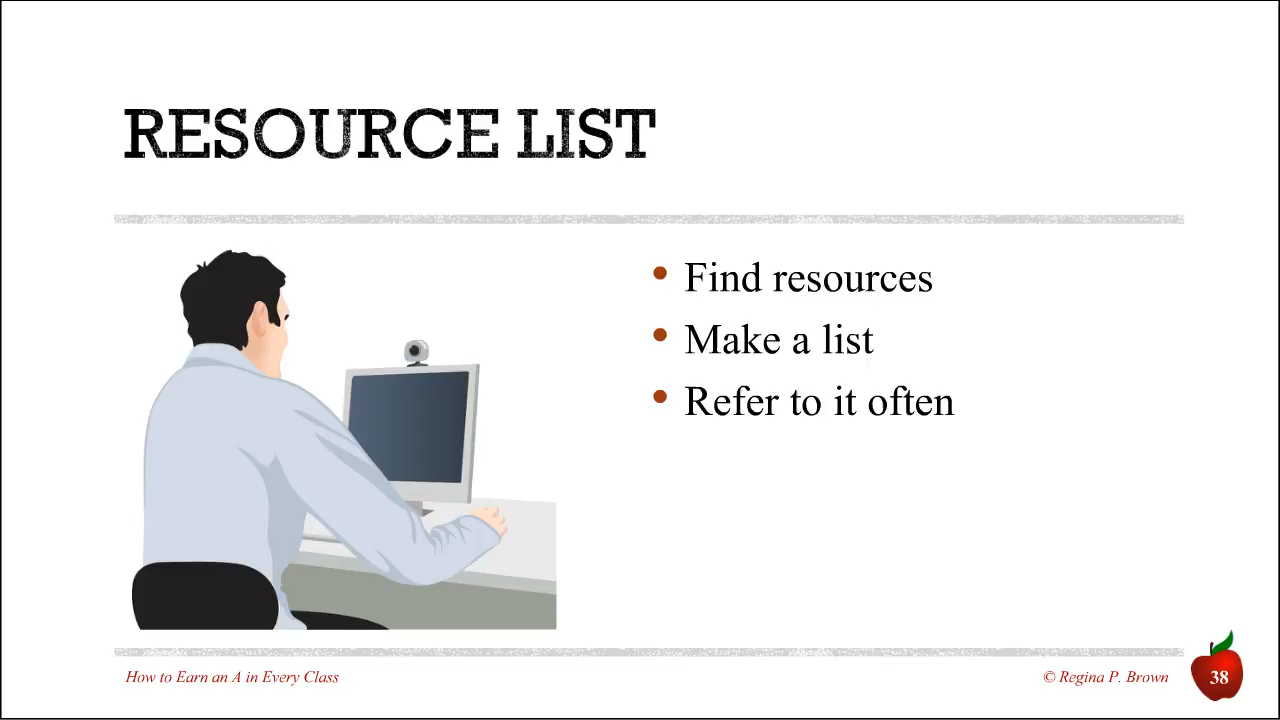 RESOURCE LIST
• Find resources
• Make a list
• Refer to it often
How to Earn an A in Every Class
© Regina P. Brown
38